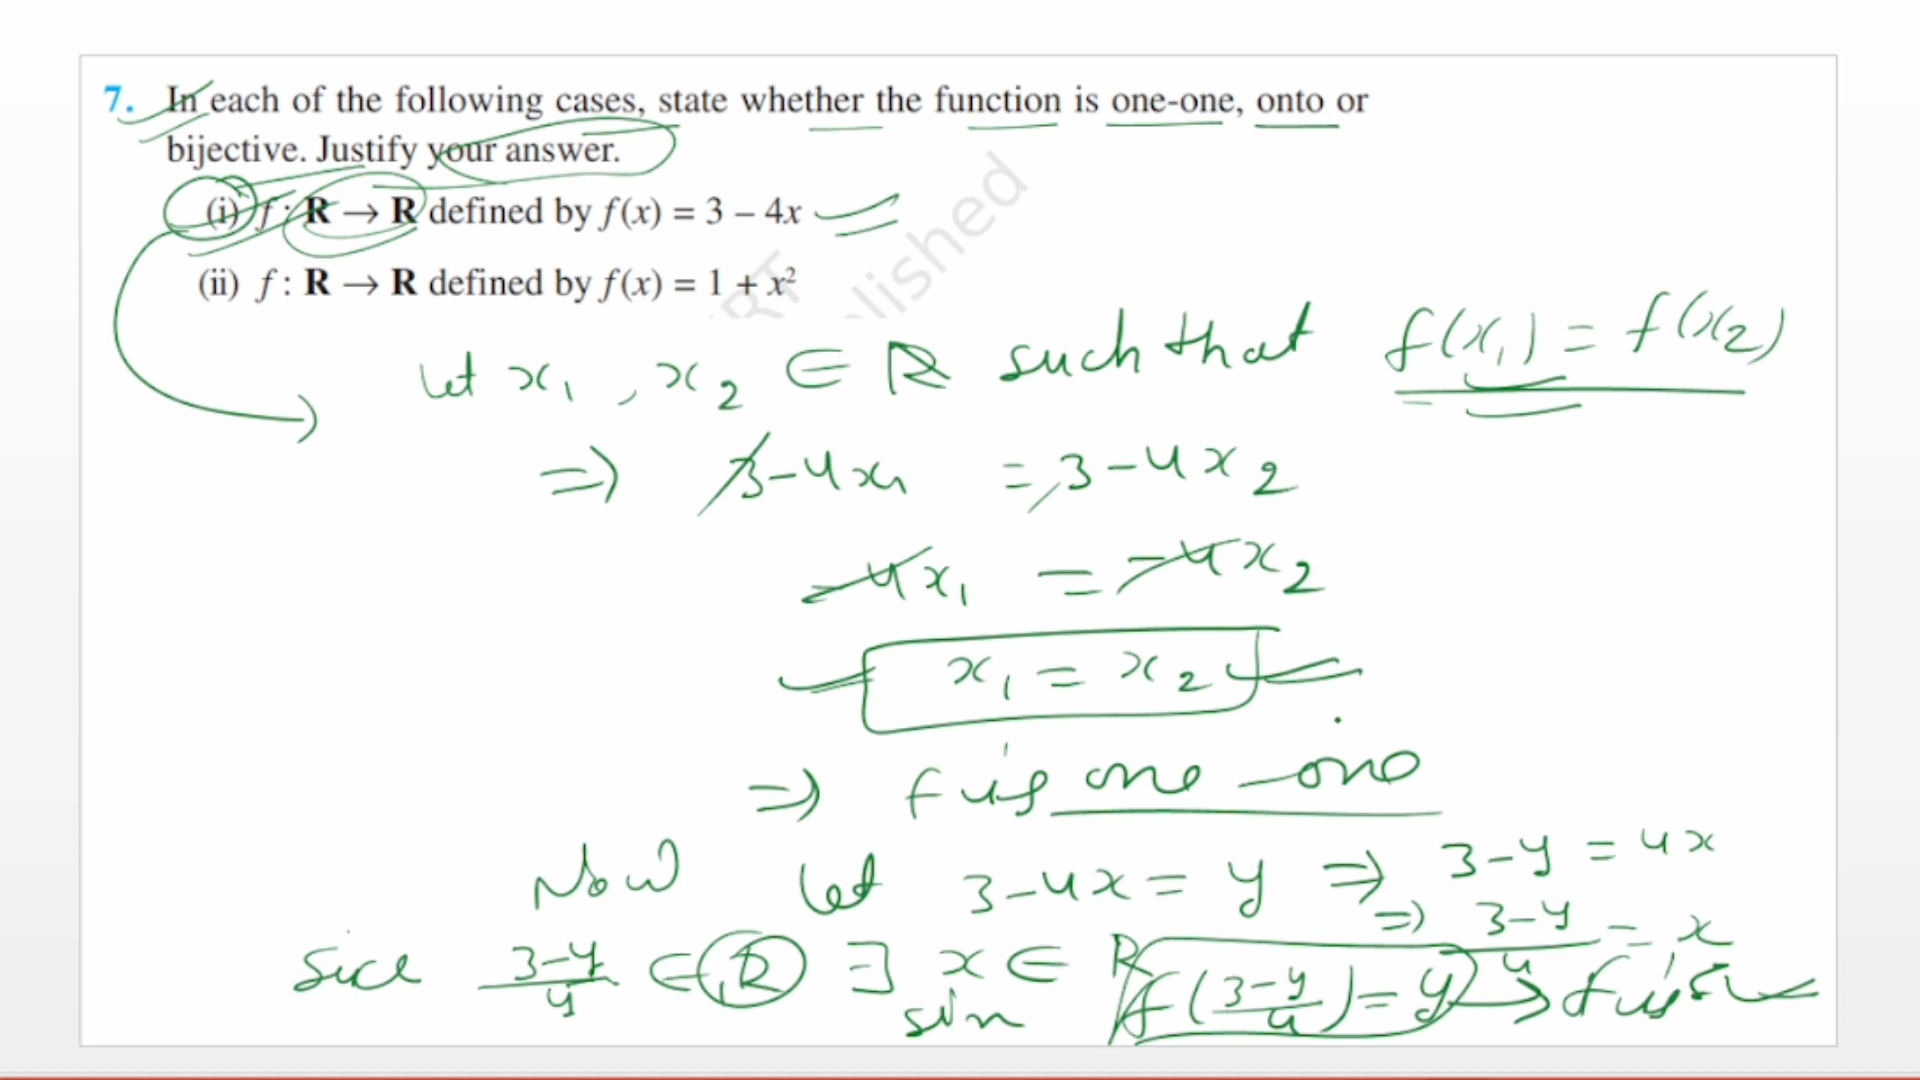 7. In each of the following cases, state whether the function is one-one, onto or
bijective. Justify your answer.
(i) f : R → R defined by f(x) = 3 – 4x
(ii) f : R → R defined by f(x) = 1 + x²
RT
lished
Let x₁, x₂ ∈ R such that f(x₁) = f(x₂)
⇒ 3-4x₁ = 3-4x₂
-4x₁ = -4x₂
x₁ = x₂
⇒ f is one-one
Now let 3-4x = y ⇒ 3-y = 4x
⇒ 3-y/4 = x
Since 3-y/4 ∈ R ∃ x ∈ R
f(3-y/4) = y → f is